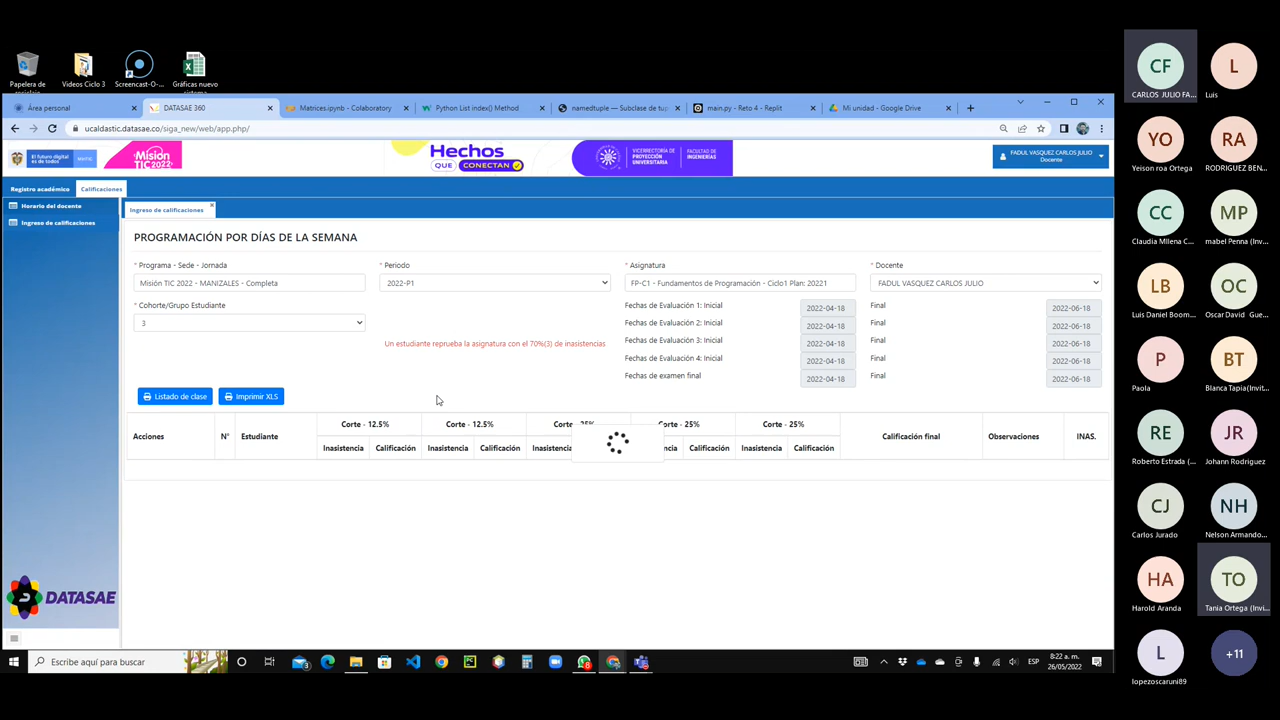 Papelera de reciclaje
Videos Ciclo 3
Screencast-O-...
Gráficas nuevo
Área personal
DATASAE 360
Matrices.ipynb - Colaboratory
Python List index() Method
namedtuple — Subclase de tup
main.py - Reto 4 - Replit
Mi unidad - Google Drive
ucaldastic.datasae.co/siga_new/web/app.php/
El futuro digital es de todos
MinTIC
Misión TIC2022
Hechos
QUE CONECTAN
VICERRECTORÍA DE PROYECCIÓN UNIVERSITARIA
FACULTAD DE INGENIERÍAS
FADUL VASQUEZ CARLOS JULIO
Docente
Registro académico
Calificaciones
Horario del docente
Ingreso de calificaciones
Ingreso de calificaciones
PROGRAMACIÓN POR DÍAS DE LA SEMANA
* Programa - Sede - Jornada
* Periodo
* Asignatura
* Docente
Misión TIC 2022 - MANIZALES - Completa
2022-P1
FP-C1 - Fundamentos de Programación - Ciclo1 Plan: 20221
FADUL VASQUEZ CARLOS JULIO
* Cohorte/Grupo Estudiante
3
Un estudiante reprueba la asignatura con el 70%(3) de inasistencias
Fechas de Evaluación 1: Inicial 2022-04-18 Final 2022-06-18
Fechas de Evaluación 2: Inicial 2022-04-18 Final 2022-06-18
Fechas de Evaluación 3: Inicial 2022-04-18 Final 2022-06-18
Fechas de Evaluación 4: Inicial 2022-04-18 Final 2022-06-18
Fechas de examen final 2022-04-18 Final 2022-06-18
Listado de clase
Imprimir XLS
Acciones N° Estudiante Corte - 12.5% Corte - 12.5% Corte - 25% Corte - 25% Corte - 25% Calificación final Observaciones INAS.
Inasistencia Calificación Inasistencia Calificación Inasistencia Calificación Inasistencia Calificación
DATASAE
Escribe aquí para buscar
ESP
8:22 a. m.
26/05/2022
CF
CARLOS JULIO FA...
L
Luis
YO
Yeison roa Ortega
RA
RODRIGUEZ BEN...
CC
Claudia Milena C...
MP
mabel Penna (Inv...
LB
Luis Daniel Boom...
OC
Oscar David Gue...
P
Paola
BT
Blanca Tapia(Invit...
RE
Roberto Estrada (...
JR
Johann Rodriguez
CJ
Carlos Jurado
NH
Nelson Armando...
HA
Harold Aranda
TO
Tania Ortega (Invi...
L
lopezoscaruni89
+11